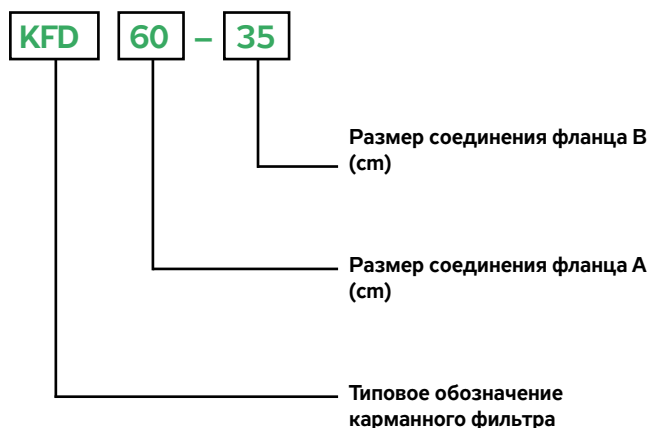 KFD 60 – 35
Размер соединения фланца B
(cm)
Размер соединения фланца A
(cm)
Типовое обозначение
карманного фильтра